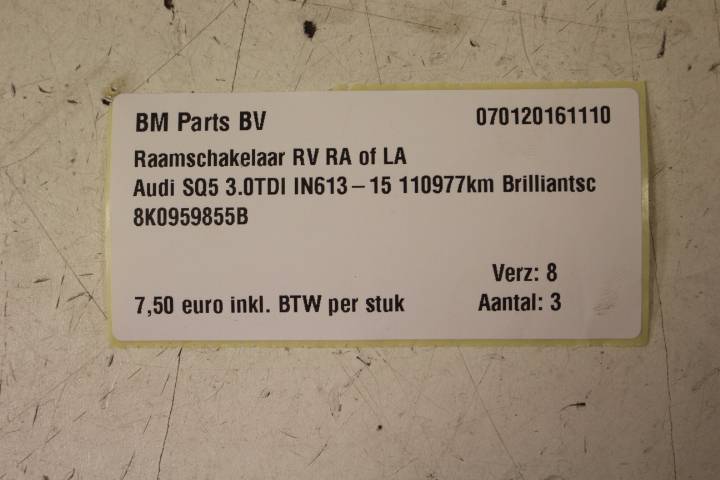 BM Parts BV 070120161110
Raamschakelaar RV RA of LA
Audi SQ5 3.0TDI IN613-15 110977km Brilliantsc
8K0959855B
Verz: 8
7,50 euro inkl. BTW per stuk Aantal: 3